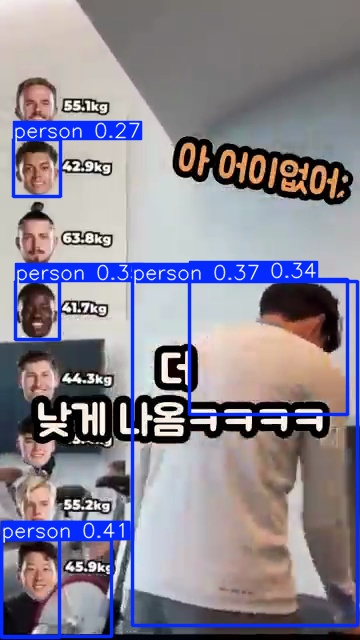 55.1kg
person 0.27
42.9kg
아 어이없어;
63.8kg
person 0.3
person 0.37
0.34
41.7kg
더
44.3kg
낮게 나옴ㅋㅋㅋㅋ
55.2kg
person 0.41
45.9kg